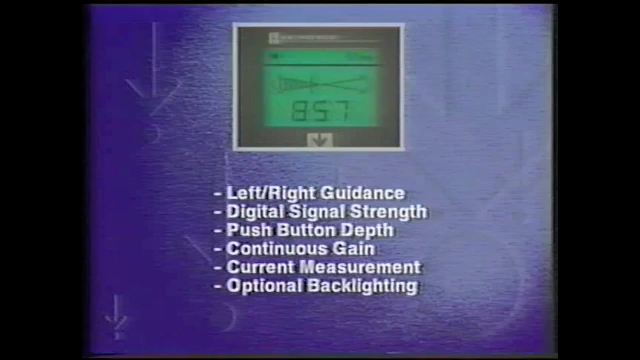 857
- Left/Right Guidance
- Digital Signal Strength
- Push Button Depth
- Continuous Gain
- Current Measurement
- Optional Backlighting